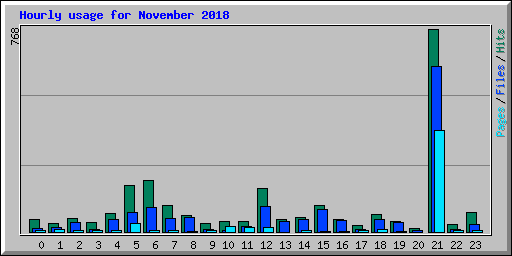 Hourly usage for November 2018
768
Pages/Files/Hits
0 1 2 3 4 5 6 7 8 9 10 11 12 13 14 15 16 17 18 19 20 21 22 23